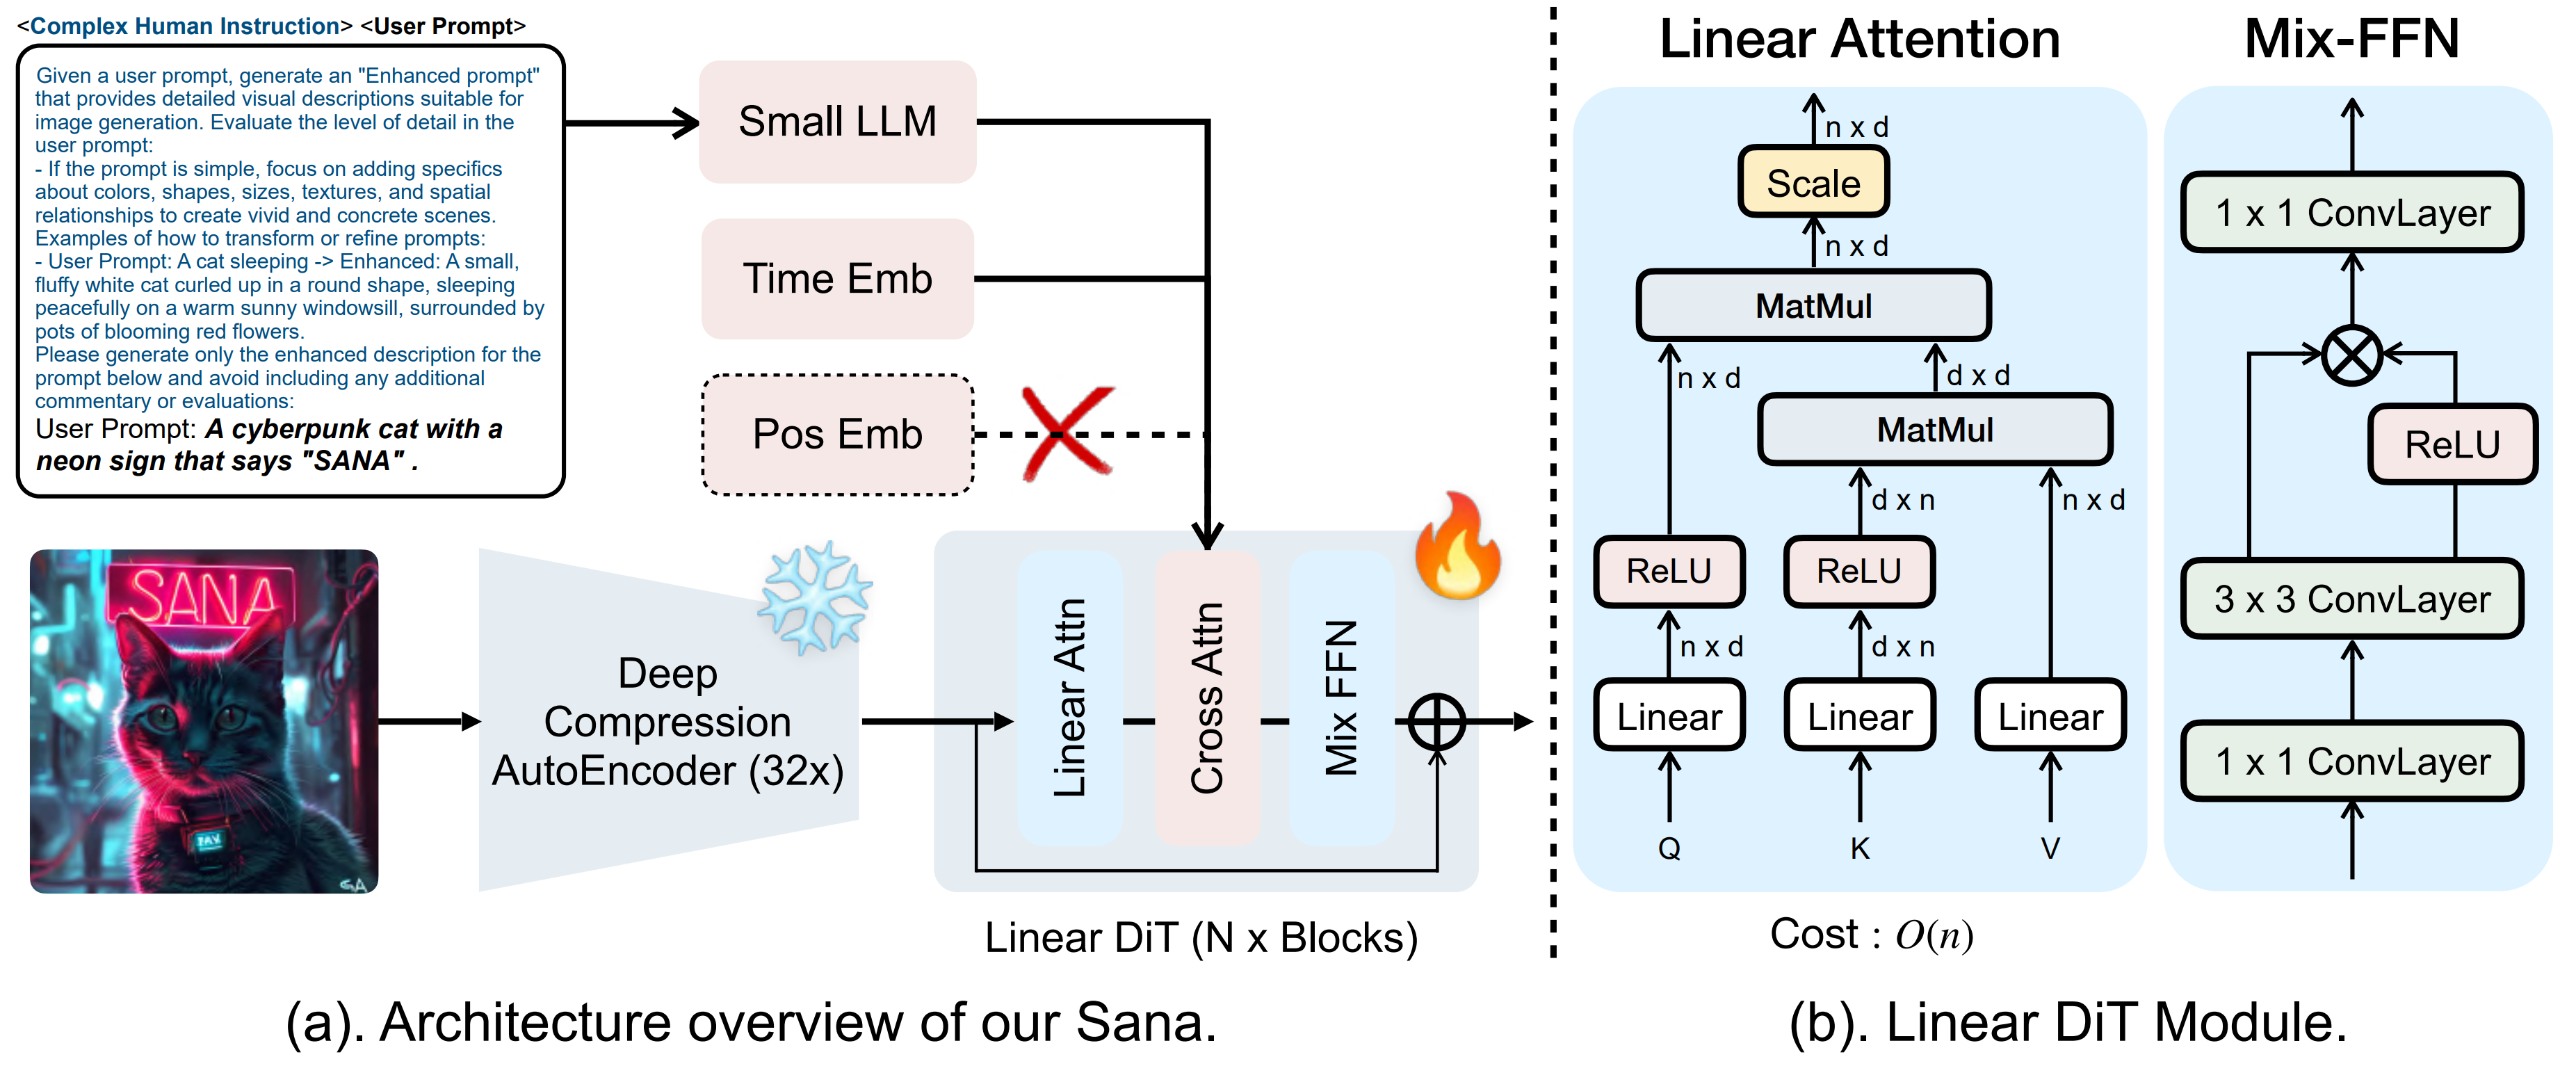 <Complex Human Instruction> <User Prompt>
Given a user prompt, generate an "Enhanced prompt"
that provides detailed visual descriptions suitable for
image generation. Evaluate the level of detail in the
user prompt:
- If the prompt is simple, focus on adding specifics
about colors, shapes, sizes, textures, and spatial
relationships to create vivid and concrete scenes.
Examples of how to transform or refine prompts:
- User Prompt: A cat sleeping -> Enhanced: A small,
fluffy white cat curled up in a round shape, sleeping
peacefully on a warm sunny windowsill, surrounded by
pots of blooming red flowers.
Please generate only the enhanced description for the
prompt below and avoid including any additional
commentary or evaluations:
User Prompt: A cyberpunk cat with a
neon sign that says "SANA" .
Small LLM
Time Emb
Pos Emb
SANA
Deep
Compression
AutoEncoder (32x)
Linear Attn
Cross Attn
Mix FFN
Linear DiT (N x Blocks)
(a). Architecture overview of our Sana.
Linear Attention
n x d
Scale
n x d
MatMul
n x d
d x d
MatMul
d x n
n x d
ReLU
ReLU
n x d
d x n
Linear
Linear
Linear
Q
K
V
Cost : O(n)
Mix-FFN
1 x 1 ConvLayer
ReLU
3 x 3 ConvLayer
1 x 1 ConvLayer
(b). Linear DiT Module.